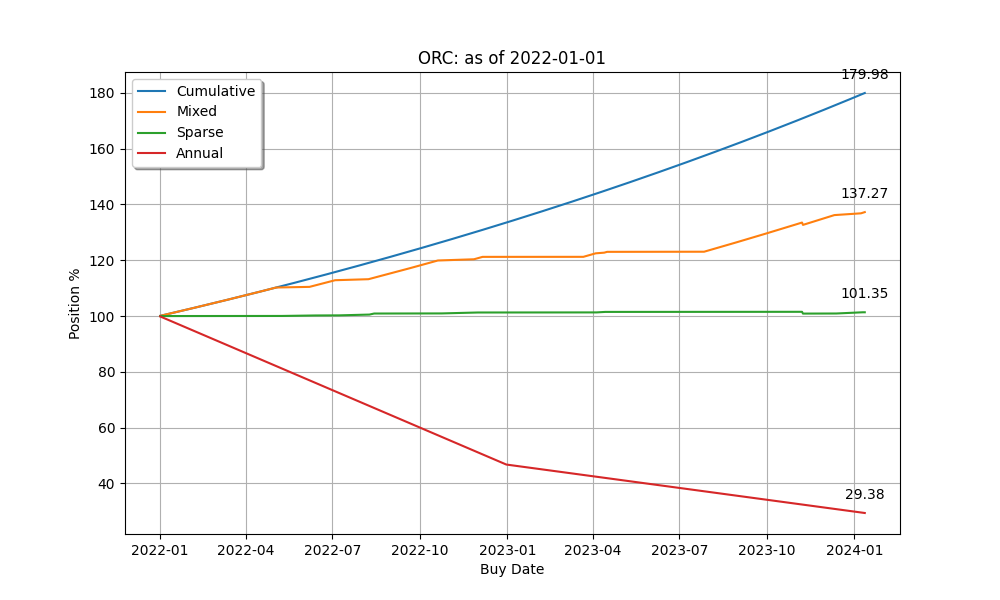 ORC: as of 2022-01-01
179.98
137.27
101.35
29.38
Cumulative
Mixed
Sparse
Annual
Position %
180
160
140
120
100
80
60
40
2022-01 2022-04 2022-07 2022-10 2023-01 2023-04 2023-07 2023-10 2024-01
Buy Date